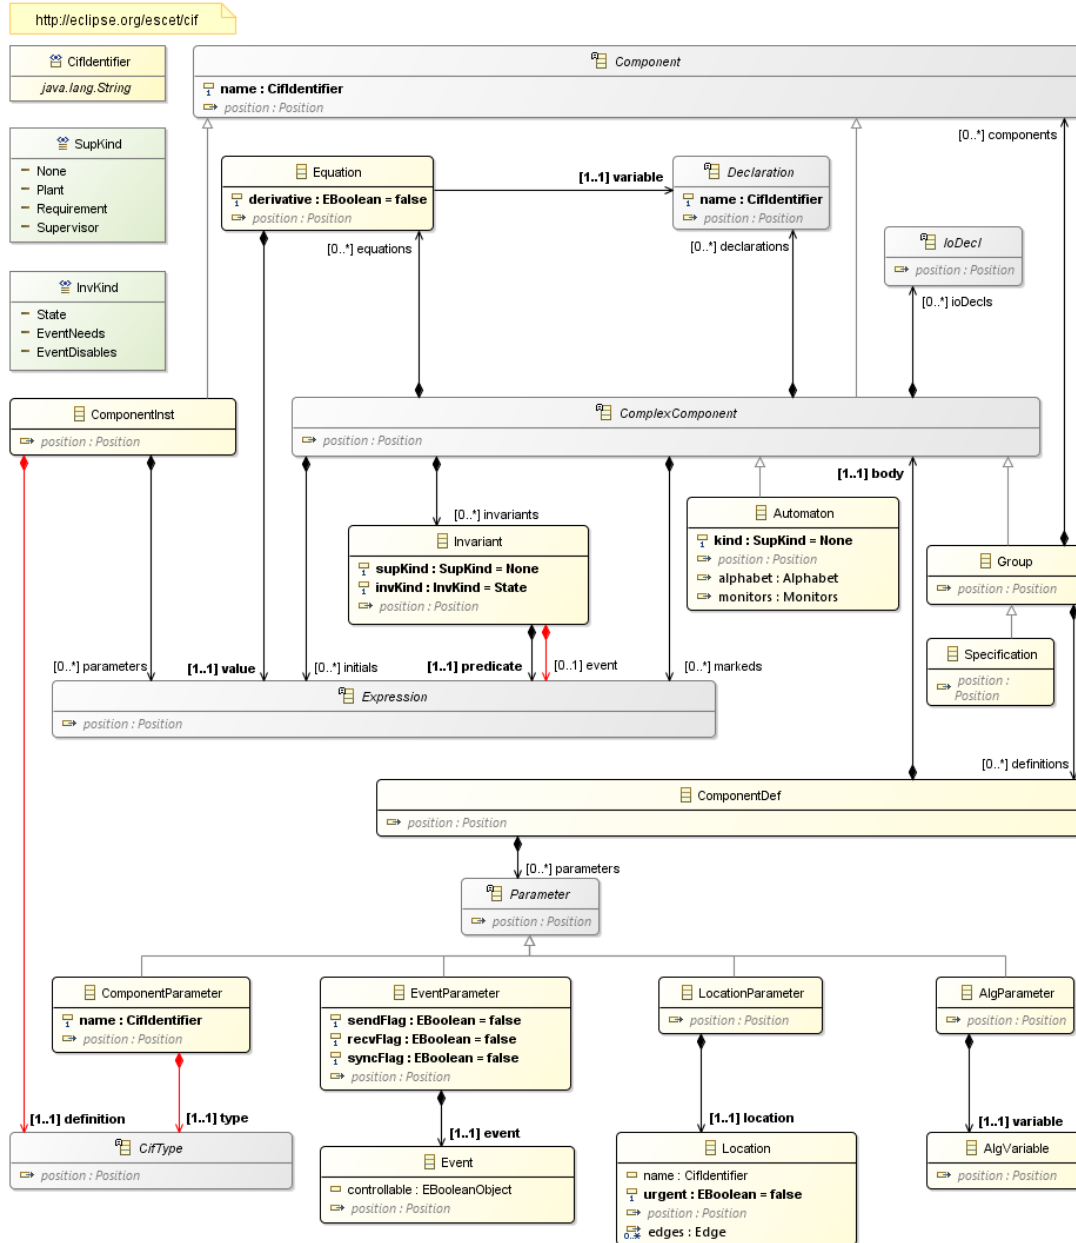 http://eclipse.org/escet/cif
CifIdentifier
java.lang.String
Component
name : CifIdentifier
position : Position
SupKind
None
Plant
Requirement
Supervisor
[0..*] components
Equation
derivative : EBoolean = false
position : Position
[1..1] variable
Declaration
name : CifIdentifier
position : Position
[0..*] equations
[0..*] declarations
IoDecl
position : Position
InvKind
State
EventNeeds
EventDisables
[0..*] ioDecls
ComponentInst
position : Position
ComplexComponent
position : Position
[1..1] body
[0..*] invariants
Invariant
supKind : SupKind = None
invKind : InvKind = State
position : Position
Automaton
kind : SupKind = None
position : Position
alphabet : Alphabet
monitors : Monitors
Group
position : Position
Specification
position :
Position
[0..*] parameters
[1..1] value
[0..*] initials
[1..1] predicate
[0..1] event
[0..*] markeds
Expression
position : Position
[0..*] definitions
ComponentDef
position : Position
[0..*] parameters
Parameter
position : Position
ComponentParameter
name : CifIdentifier
position : Position
EventParameter
sendFlag : EBoolean = false
recvFlag : EBoolean = false
syncFlag : EBoolean = false
position : Position
LocationParameter
position : Position
AlgParameter
position : Position
[1..1] definition
[1..1] type
[1..1] event
[1..1] location
[1..1] variable
CifType
position : Position
Event
controllable : EBooleanObject
position : Position
Location
name : CifIdentifier
urgent : EBoolean = false
position : Position
edges : Edge
AlgVariable
position : Position